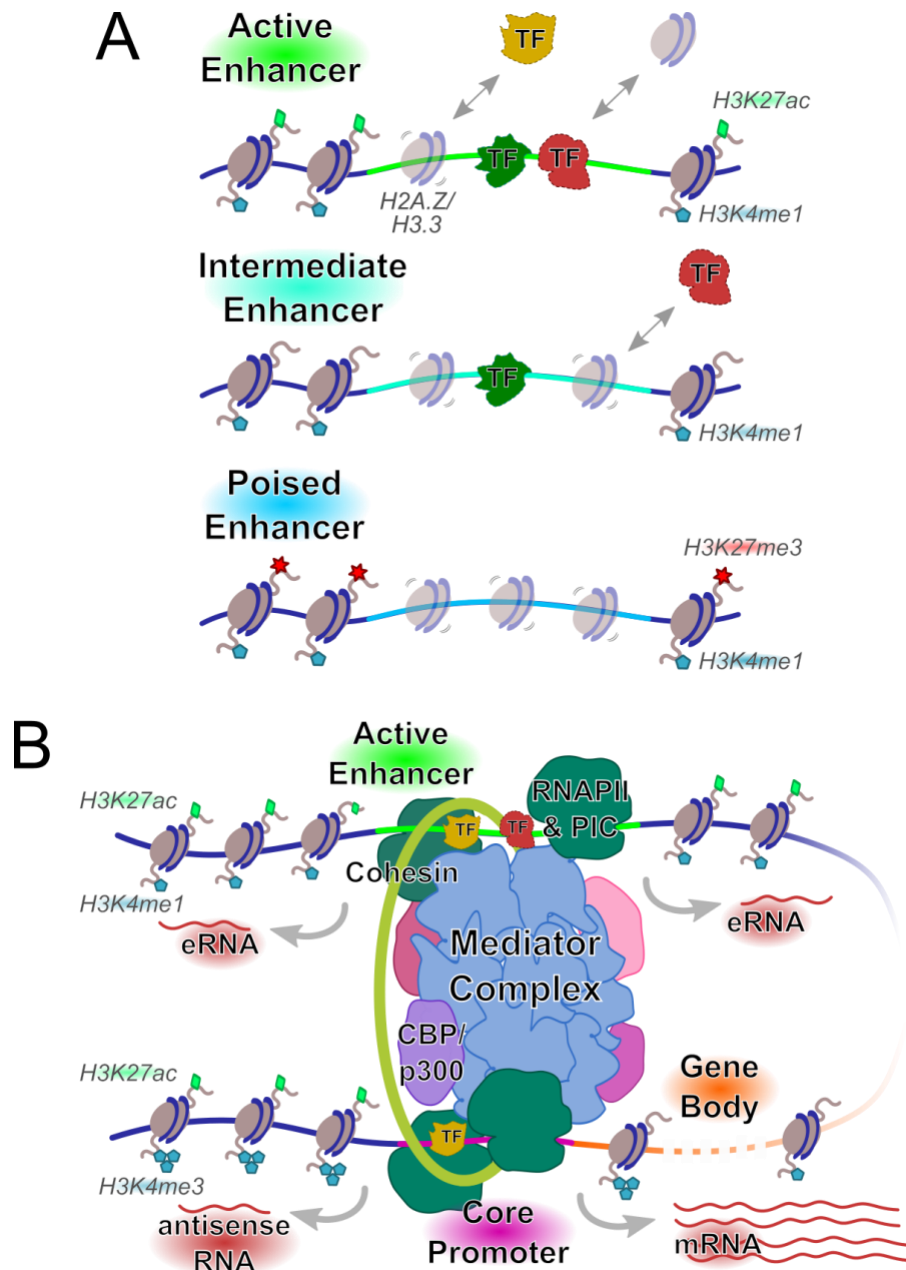 A
Active
Enhancer
TF
H3K27ac
TF
TF
H2A.Z/
H3.3
H3K4me1
Intermediate
Enhancer
TF
TF
H3K4me1
Poised
Enhancer
H3K27me3
H3K4me1
B
Active
Enhancer
H3K27ac
RNAPII
& PIC
TF
TF
Cohesin
H3K4me1
eRNA
eRNA
Mediator
Complex
CBP/
p300
H3K27ac
Gene
Body
TF
H3K4me3
antisense
RNA
Core
Promoter
mRNA